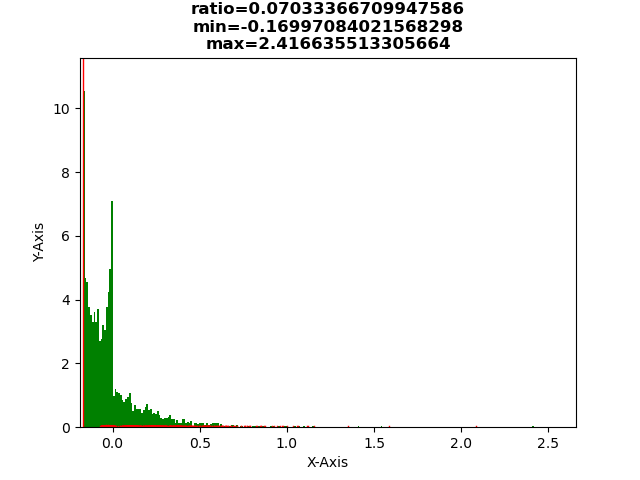 ratio=0.07033366709947586
min=-0.16997084021568298
max=2.416635513305664
10
8
6
4
2
0
Y-Axis
0.0 0.5 1.0 1.5 2.0 2.5
X-Axis